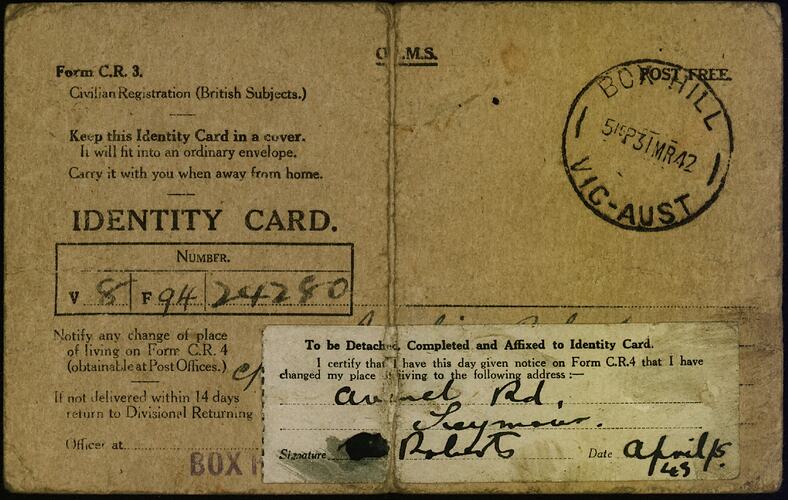 Form C.R. 3.
Civilian Registration (British Subjects.)
Keep this Identity Card in a cover.
It will fit into an ordinary envelope.
Carry it with you when away from home.
IDENTITY CARD.
NUMBER.
V 8 F 94 24280
Notify any change of place
of living on Form C.R. 4
(obtainable at Post Offices.)
If not delivered within 14 days
return to Divisional Returning
Officer at
BOX
.M.S.
POST FREE.
BOX HILL
P31MR42
VIC-AUST
To be Detached, Completed and Affixed to Identity Card.
I certify that I have this day given notice on Form C.R.4 that I have
changed my place of living to the following address :—
Rd,
Seymour.
Signature Roberts Date April/5
/43